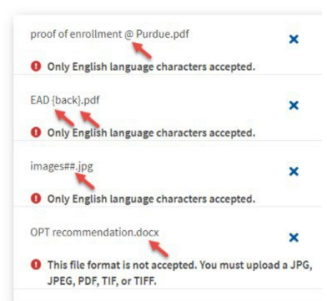 proof of enrollment @ Purdue.pdf
Only English language characters accepted.
EAD {back}.pdf
Only English language characters accepted.
images##.jpg
Only English language characters accepted.
OPT recommendation.docx
This file format is not accepted. You must upload a JPG,
JPEG, PDF, TIF, or TIFF.